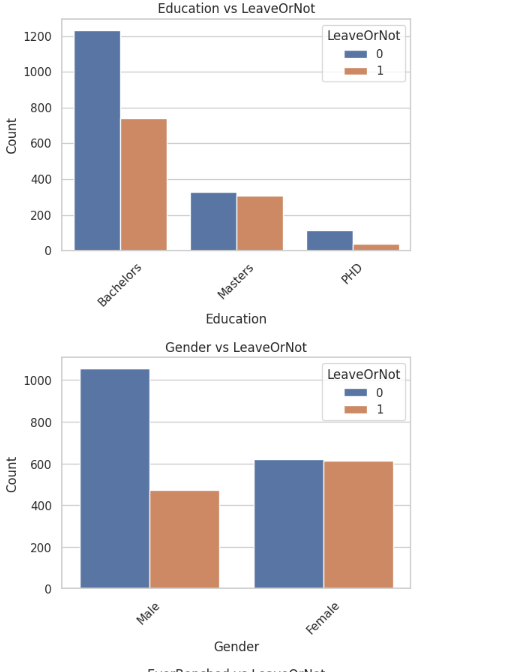 Education vs LeaveOrNot
LeaveOrNot
0
1
1200
1000
800
600
400
200
0
Count
Bachelors
Masters
PHD
Education
Gender vs LeaveOrNot
LeaveOrNot
0
1
1000
800
600
400
200
0
Count
Male
Female
Gender